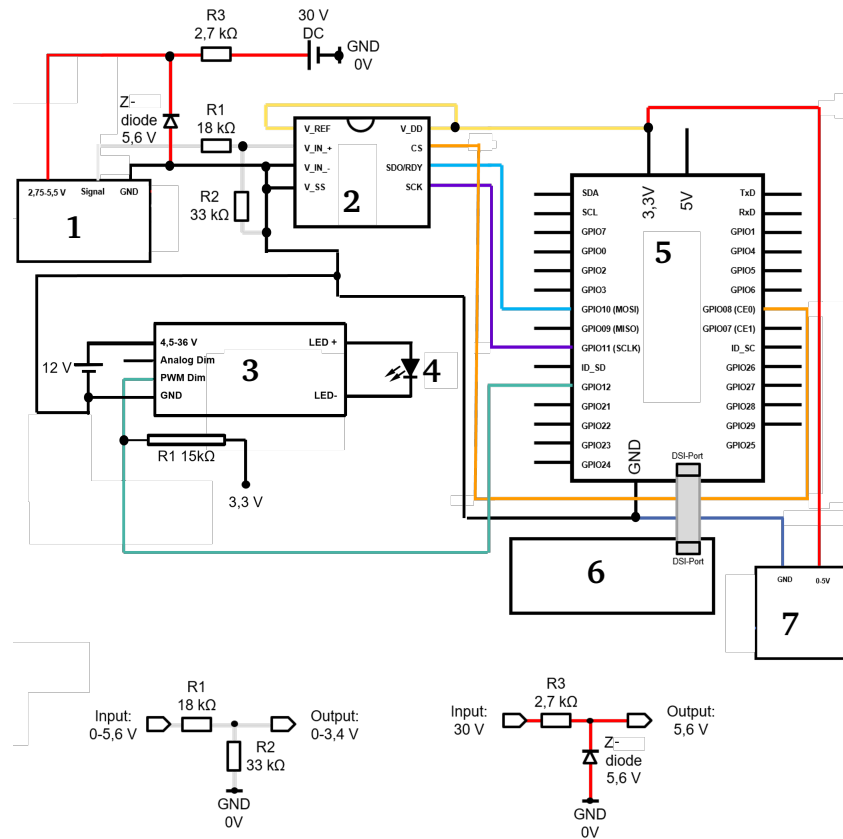 R3
2,7 kΩ
30 V
DC
GND
0V
Z-
diode
5,6 V
R1
18 kΩ
R2
33 kΩ
2,75-5,5 V
Signal
GND
1
V_REF
V_IN_+
V_IN_-
V_SS
V_DD
CS
SDO/RDY
SCK
2
12 V
4,5-36 V
Analog Dim
PWM Dim
GND
LED +
LED-
3
4
R1 15kΩ
3,3 V
SDA
SCL
GPIO7
GPIO0
GPIO2
GPIO3
GPIO10 (MOSI)
GPIO09 (MISO)
GPIO11 (SCLK)
ID_SD
GPIO12
GPIO21
GPIO22
GPIO23
GPIO24
3,3V
5V
5
GND
TxD
RxD
GPIO1
GPIO4
GPIO5
GPIO6
GPIO08 (CE0)
GPIO07 (CE1)
ID_SC
GPIO26
GPIO27
GPIO28
GPIO29
GPIO25
DSI-Port
DSI-Port
6
GND
0-5V
7
Input:
0-5,6 V
R1
18 kΩ
R2
33 kΩ
Output:
0-3,4 V
GND
0V
Input:
30 V
R3
2,7 kΩ
Z-
diode
5,6 V
Output:
5,6 V
GND
0V